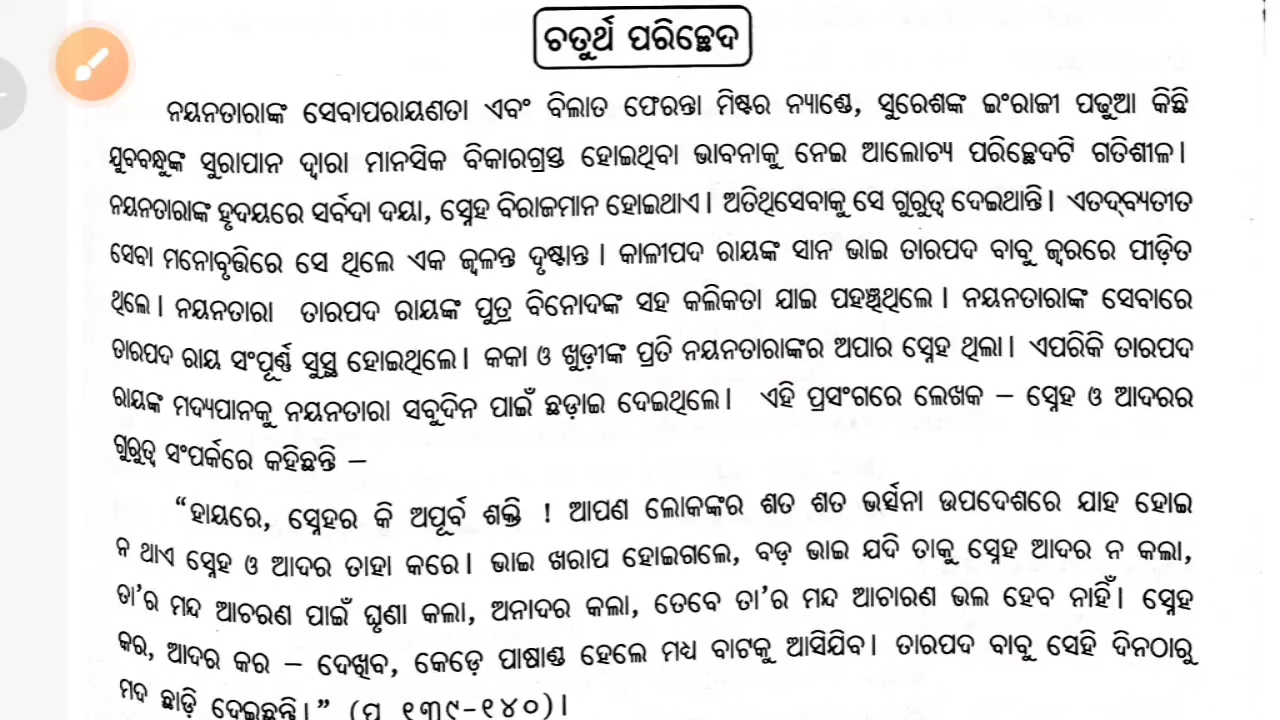 ଚତୁର୍ଥ ପରିଚ୍ଛେଦ
ନୟନତାରାଙ୍କ ସେବାପରାୟଣତା ଏବଂ ବିଲାତ ଫେରନ୍ତା ମିଷ୍ଟର ନ୍ୟାଣ୍ଡେ, ସୁରେଶଙ୍କ ଇଂରାଜୀ ପଢୁଆ କିଛି
ଯୁବବନ୍ଧୁଙ୍କ ସୁରାପାନ ଦ୍ୱାରା ମାନସିକ ବିକାରଗ୍ରସ୍ତ ହୋଇଥିବା ଭାବନାକୁ ନେଇ ଆଲୋଚ୍ୟ ପରିଚ୍ଛେଦଟି ଗତିଶୀଳ।
ନୟନତାରାଙ୍କ ହୃଦୟରେ ସର୍ବଦା ଦୟା, ସ୍ନେହ ବିରାଜମାନ ହୋଇଥାଏ। ଅତିଥିସେବାକୁ ସେ ଗୁରୁତ୍ୱ ଦେଇଥାନ୍ତି। ଏତଦ୍‌ବ୍ୟତୀତ
ସେବା ମନୋବୃତ୍ତିରେ ସେ ଥିଲେ ଏକ ଜ୍ୱଳନ୍ତ ଦୃଷ୍ଟାନ୍ତ। କାଳୀପଦ ରାୟଙ୍କ ସାନ ଭାଇ ତାରପଦ ବାବୁ ଜ୍ୱରରେ ପୀଡ଼ିତ
ଥିଲେ। ନୟନତାରା ତାରପଦ ରାୟଙ୍କ ପୁତ୍ର ବିନୋଦଙ୍କ ସହ କଲିକତା ଯାଇ ପହଞ୍ଚିଥିଲେ। ନୟନତାରାଙ୍କ ସେବାରେ
ତାରପଦ ରାୟ ସଂପୂର୍ଣ୍ଣ ସୁସ୍ଥ ହୋଇଥିଲେ। କକା ଓ ଖୁଡ଼ୀଙ୍କ ପ୍ରତି ନୟନତାରାଙ୍କର ଅପାର ସ୍ନେହ ଥିଲା। ଏପରିକି ତାରପଦ
ରାୟଙ୍କ ମଦ୍ୟପାନକୁ ନୟନତାରା ସବୁଦିନ ପାଇଁ ଛଡ଼ାଇ ଦେଇଥିଲେ। ଏହି ପ୍ରସଂଗରେ ଲେଖକ – ସ୍ନେହ ଓ ଆଦରର
ଗୁରୁତ୍ୱ ସଂପର୍କରେ କହିଛନ୍ତି –
“ହାୟରେ, ସ୍ନେହର କି ଅପୂର୍ବ ଶକ୍ତି ! ଆପଣ ଲୋକଙ୍କର ଶତ ଶତ ଭର୍ତ୍ସନା ଉପଦେଶରେ ଯାହ ହୋଇ
ନ ଥାଏ ସ୍ନେହ ଓ ଆଦର ତାହା କରେ। ଭାଇ ଖରାପ ହୋଇଗଲେ, ବଡ଼ ଭାଇ ଯଦି ତାକୁ ସ୍ନେହ ଆଦର ନ କଲା,
ତା’ର ମନ୍ଦ ଆଚରଣ ପାଇଁ ଘୃଣା କଲା, ଅନାଦର କଲା, ତେବେ ତା’ର ମନ୍ଦ ଆଚାରଣ ଭଲ ହେବ ନାହିଁ। ସ୍ନେହ
କର, ଆଦର କର – ଦେଖିବ, କେଡ଼େ ପାଷାଣ୍ଡ ହେଲେ ମଧ୍ୟ ବାଟକୁ ଆସିଯିବ। ତାରପଦ ବାବୁ ସେହି ଦିନଠାରୁ
ମଦ ଛାଡ଼ି ଦେଇଛନ୍ତି।” (ପୃ ୧୩୯-୧୪୦)।